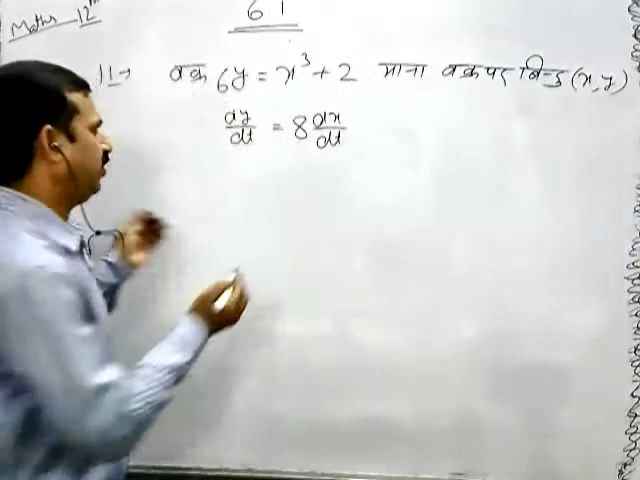 Maths 12th
6.1
11→ वक्र 6y = x³ + 2 माना वक्र पर बिन्दु (x, y)
dy/dt = 8 dx/dt